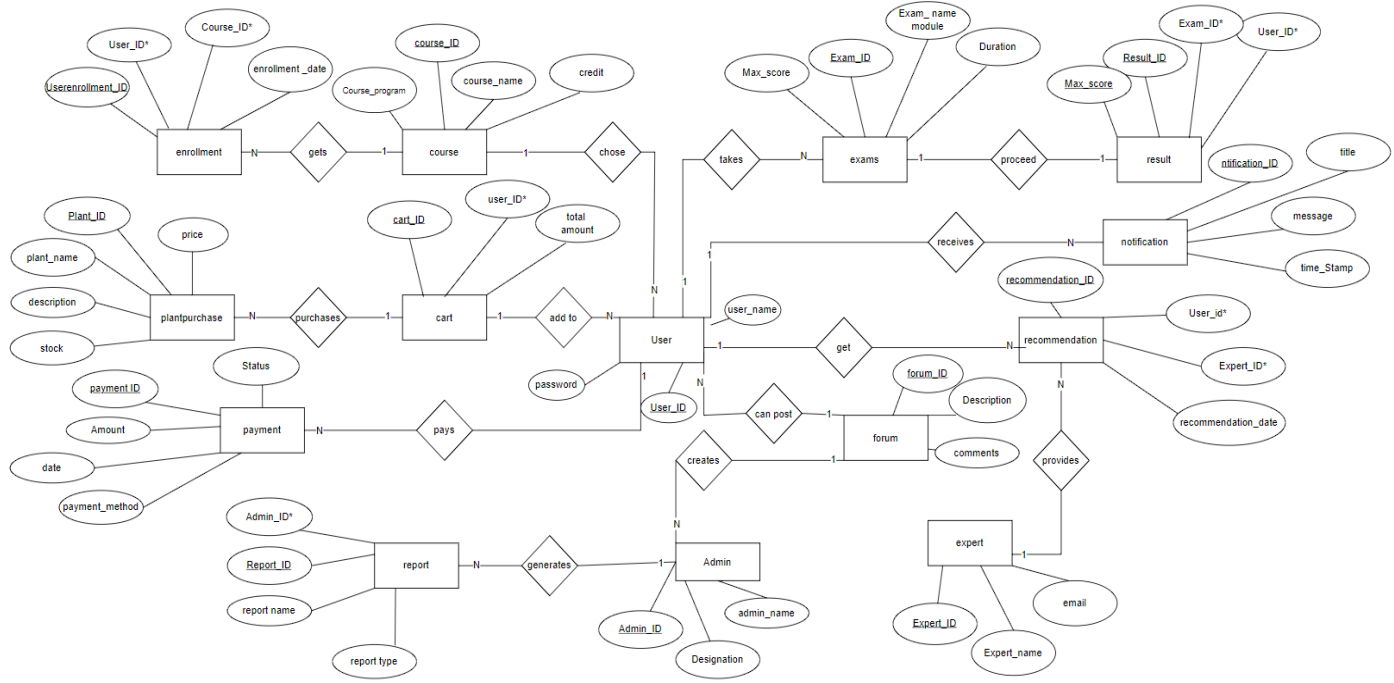 Exam_ name
module
Course_ID*
Exam_ID*
User_ID*
User_ID*
course_ID
Exam_ID
Duration
Result_ID
enrollment _date
course_name
credit
Max_score
Userenrollment_ID
Course_program
Max_score
enrollment
N
gets
1
course
1
chose
takes
N
exams
1
proceed
1
result
1
ntification_ID
title
Plant_ID
price
cart_ID
user_ID*
total
amount
message
receives
N
notification
1
plant_name
time_Stamp
recommendation_ID
N
1
description
plantpurchase
N
purchases
1
cart
1
add to
N
user_name
User_id*
stock
User
1
get
N
recommendation
Status
1
N
forum_ID
Expert_ID*
N
payment ID
password
User_ID
can post
1
Description
recommendation_date
Amount
payment
N
pays
forum
date
creates
1
comments
provides
payment_method
Admin_ID*
N
expert
Report_ID
report
N
generates
1
Admin
1
report name
admin_name
email
Admin_ID
Expert_ID
report type
Designation
Expert_name